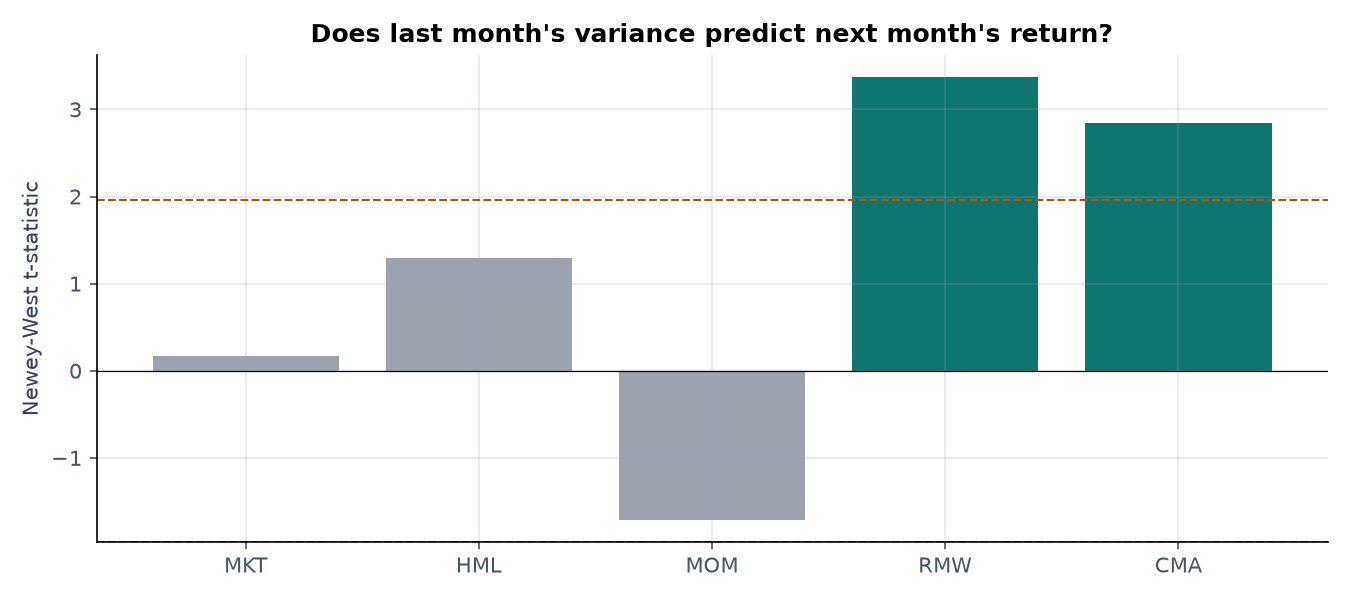 Does last month's variance predict next month's return?
Newey-West t-statistic
3
2
1
0
−1
MKT
HML
MOM
RMW
CMA